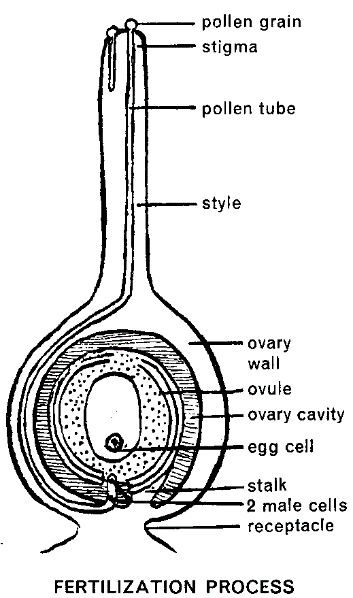 pollen grain
stigma
pollen tube
style
ovary
wall
ovule
ovary cavity
egg cell
stalk
2 male cells
receptacle
FERTILIZATION PROCESS